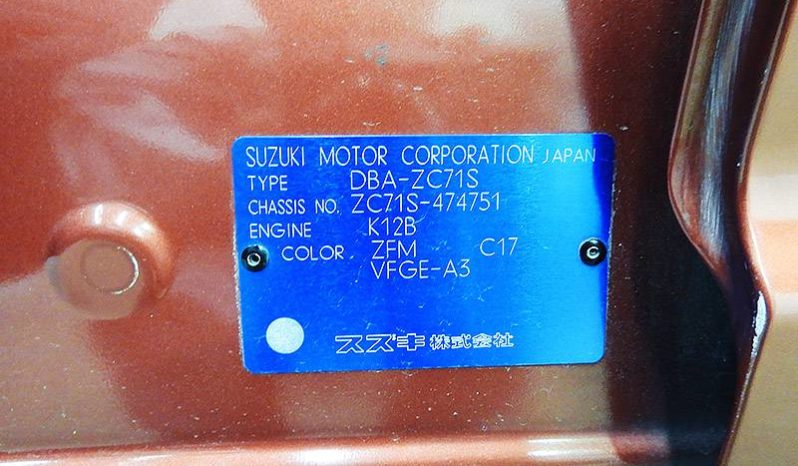 SUZUKI MOTOR CORPORATION JAPAN
TYPE DBA-ZC71S
CHASSIS NO. ZC71S-474751
ENGINE K12B
COLOR ZFM C17
VFGE-A3
スズキ株式会社